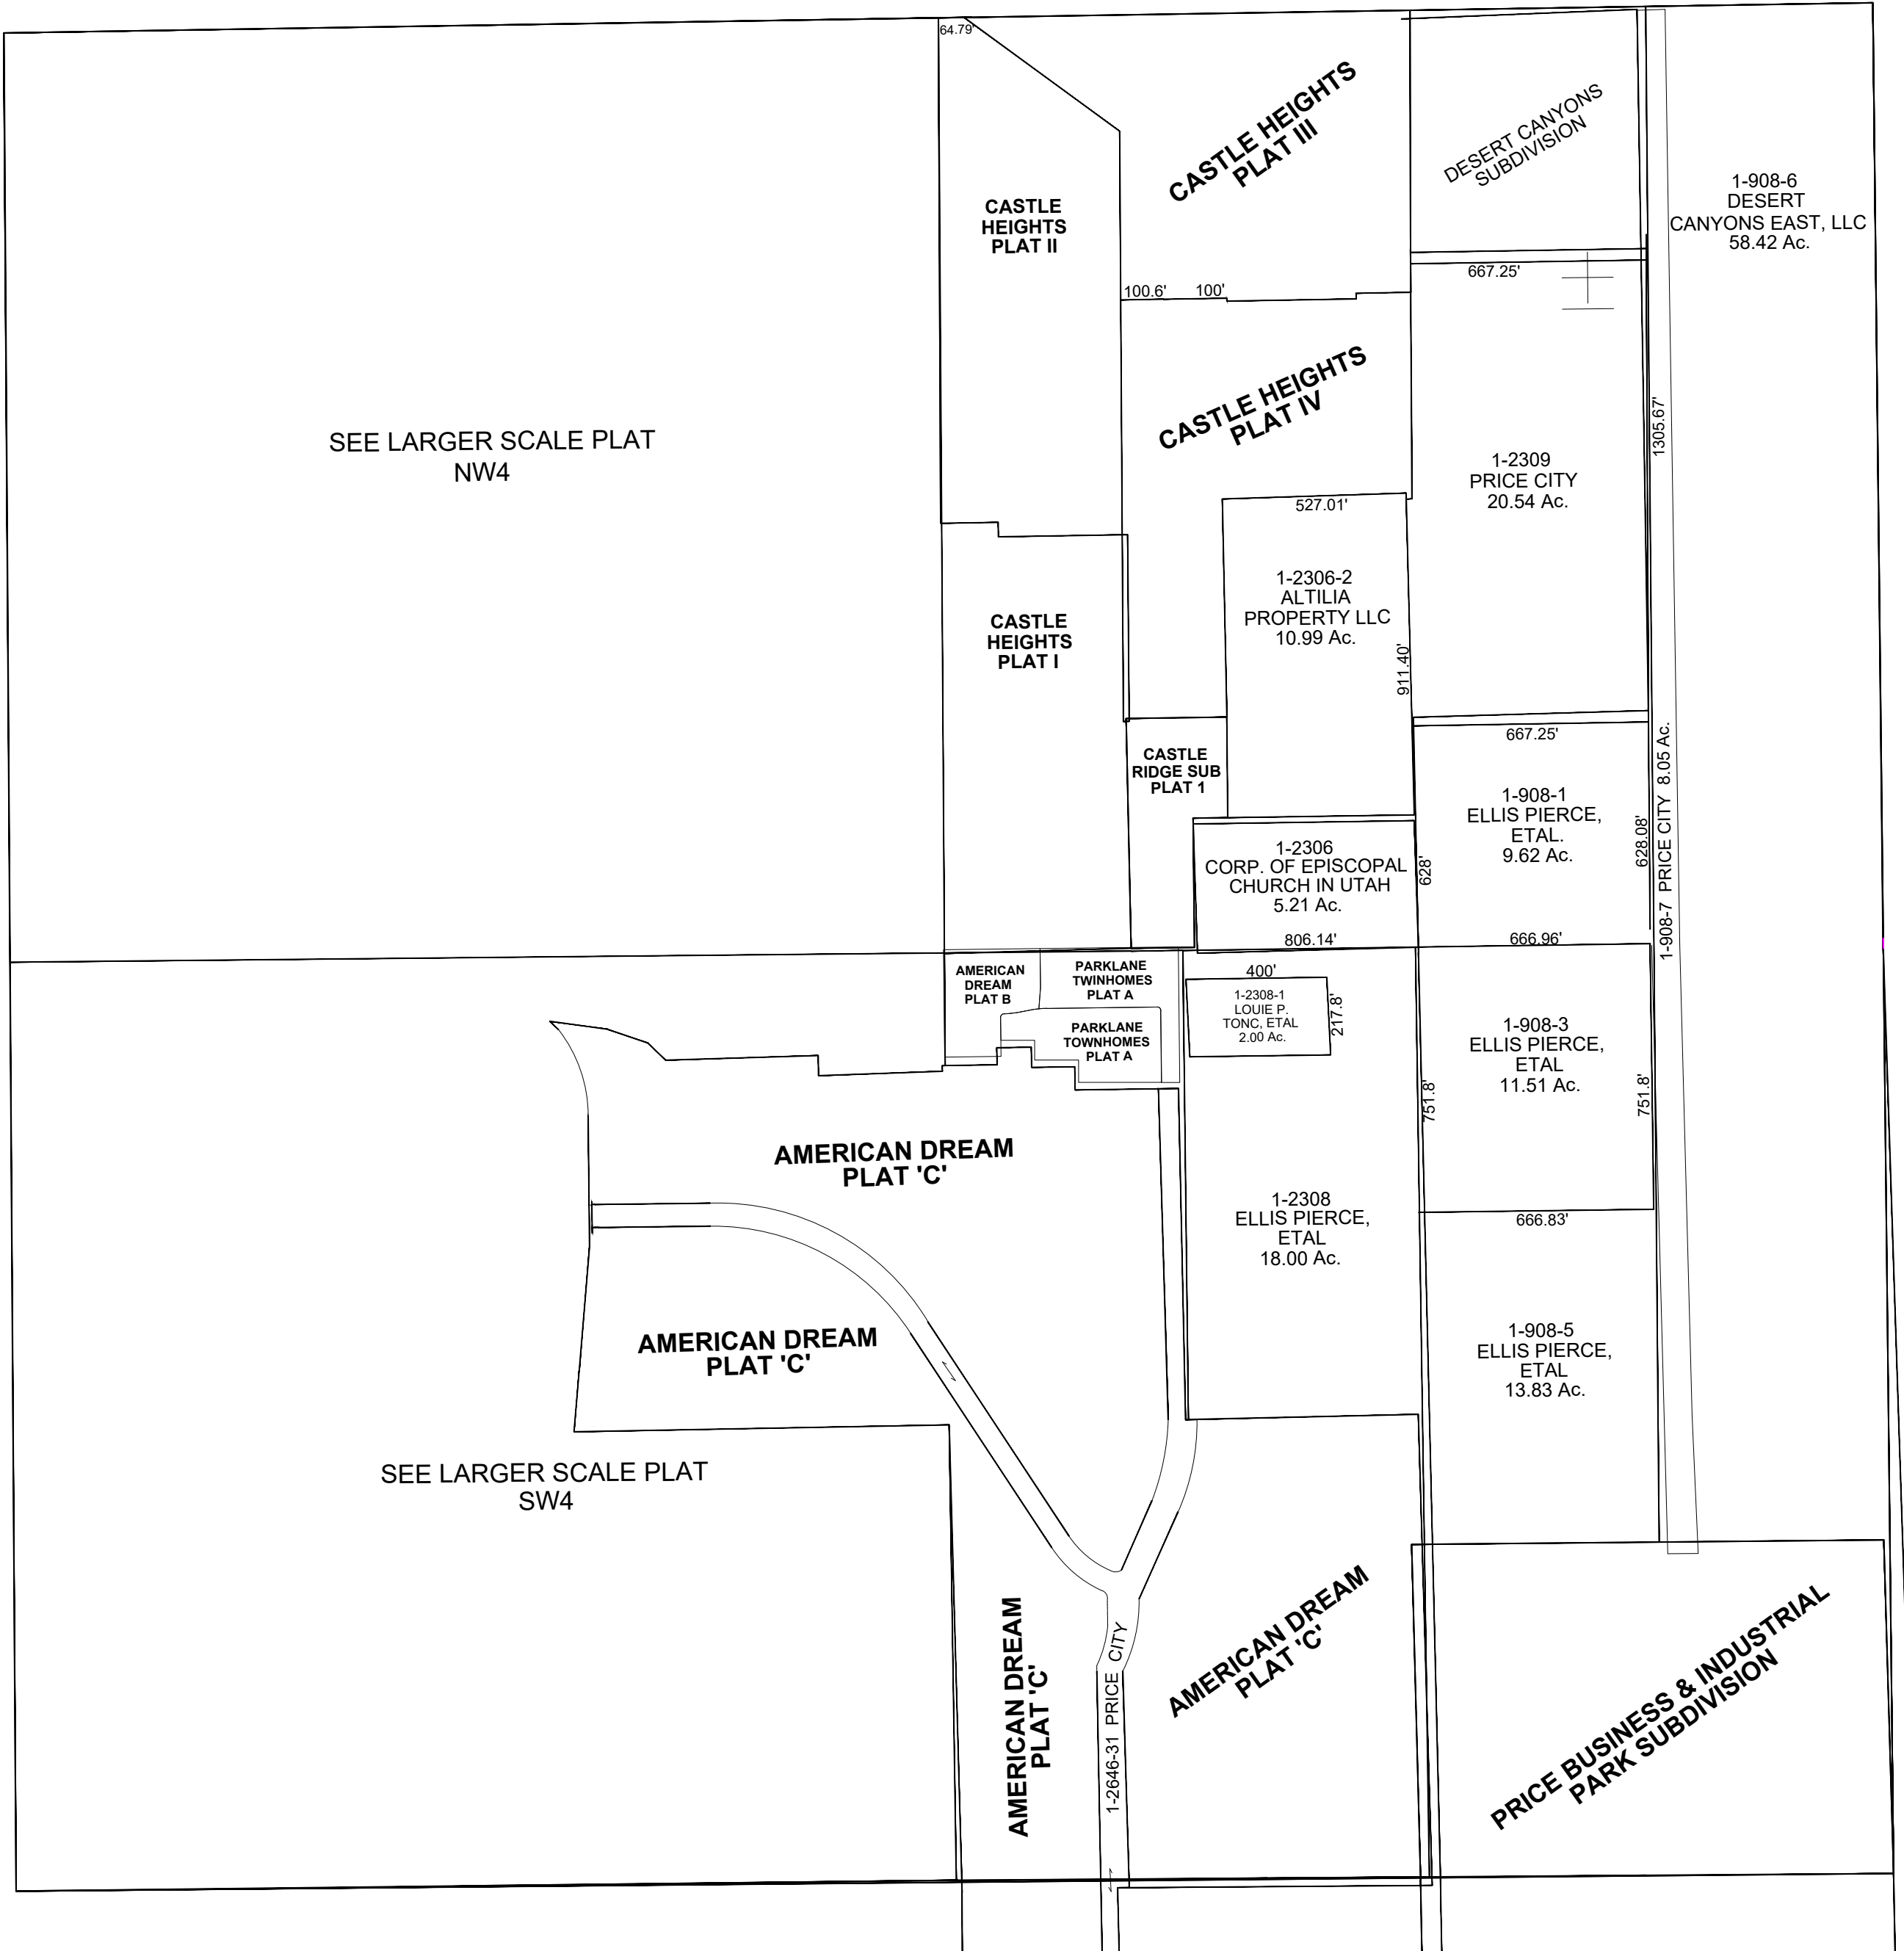 64.79'
CASTLE HEIGHTS
PLAT III
DESERT CANYONS
SUBDIVISION
1-908-6
DESERT
CANYONS EAST, LLC
58.42 Ac.
CASTLE
HEIGHTS
PLAT II
667.25'
100.6'
100'
SEE LARGER SCALE PLAT
NW4
CASTLE HEIGHTS
PLAT IV
1305.67'
1-2309
PRICE CITY
20.54 Ac.
527.01'
1-2306-2
ALTILIA
PROPERTY LLC
10.99 Ac.
911.40'
CASTLE
HEIGHTS
PLAT I
667.25'
CASTLE
RIDGE SUB
PLAT 1
1-908-1
ELLIS PIERCE,
ETAL.
9.62 Ac.
628.08'
1-908-7 PRICE CITY 8.05 Ac.
1-2306
CORP. OF EPISCOPAL
CHURCH IN UTAH
5.21 Ac.
628'
806.14'
666.96'
AMERICAN
DREAM
PLAT B
PARKLANE
TWINHOMES
PLAT A
PARKLANE
TOWNHOMES
PLAT A
400'
1-2308-1
LOUIE P.
TONC, ETAL
2.00 Ac.
217.8'
1-908-3
ELLIS PIERCE,
ETAL
11.51 Ac.
751.8'
751.8'
AMERICAN DREAM
PLAT 'C'
1-2308
ELLIS PIERCE,
ETAL
18.00 Ac.
666.83'
AMERICAN DREAM
PLAT 'C'
1-908-5
ELLIS PIERCE,
ETAL
13.83 Ac.
SEE LARGER SCALE PLAT
SW4
AMERICAN DREAM
PLAT 'C'
1-2646-31 PRICE CITY
AMERICAN DREAM
PLAT 'C'
PRICE BUSINESS & INDUSTRIAL
PARK SUBDIVISION